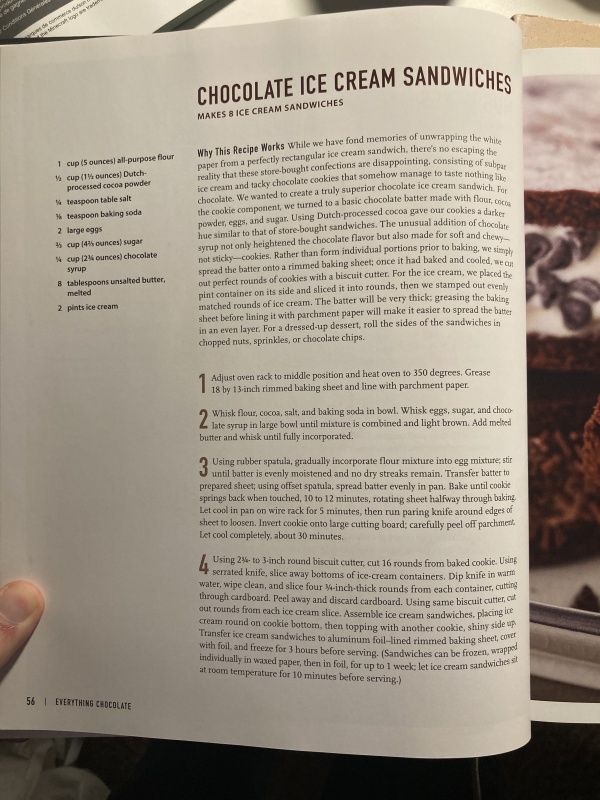 Conditions Générales
marques de commerce
the Minecraft logo are
CHOCOLATE ICE CREAM SANDWICHES
MAKES 8 ICE CREAM SANDWICHES
1 cup (5 ounces) all-purpose flour
½ cup (1½ ounces) Dutch-
processed cocoa powder
¼ teaspoon table salt
⅛ teaspoon baking soda
2 large eggs
⅔ cup (4⅔ ounces) sugar
¼ cup (2¾ ounces) chocolate
syrup
8 tablespoons unsalted butter,
melted
2 pints ice cream
Why This Recipe Works While we have fond memories of unwrapping the white
paper from a perfectly rectangular ice cream sandwich, there's no escaping the
reality that these store-bought confections are disappointing, consisting of subpar
ice cream and tacky chocolate cookies that somehow manage to taste nothing like
chocolate. We wanted to create a truly superior chocolate ice cream sandwich. For
the cookie component, we turned to a basic chocolate batter made with flour, cocoa
powder, eggs, and sugar. Using Dutch-processed cocoa gave our cookies a darker
hue similar to that of store-bought sandwiches. The unusual addition of chocolate
syrup not only heightened the chocolate flavor but also made for soft and chewy—
not sticky—cookies. Rather than form individual portions prior to baking, we simply
spread the batter onto a rimmed baking sheet; once it had baked and cooled, we cut
out perfect rounds of cookies with a biscuit cutter. For the ice cream, we placed the
pint container on its side and sliced it into rounds, then we stamped out evenly
matched rounds of ice cream. The batter will be very thick; greasing the baking
sheet before lining it with parchment paper will make it easier to spread the batter
in an even layer. For a dressed-up dessert, roll the sides of the sandwiches in
chopped nuts, sprinkles, or chocolate chips.
1 Adjust oven rack to middle position and heat oven to 350 degrees. Grease
18 by 13-inch rimmed baking sheet and line with parchment paper.
2 Whisk flour, cocoa, salt, and baking soda in bowl. Whisk eggs, sugar, and choco-
late syrup in large bowl until mixture is combined and light brown. Add melted
butter and whisk until fully incorporated.
3 Using rubber spatula, gradually incorporate flour mixture into egg mixture; stir
until batter is evenly moistened and no dry streaks remain. Transfer batter to
prepared sheet; using offset spatula, spread batter evenly in pan. Bake until cookie
springs back when touched, 10 to 12 minutes, rotating sheet halfway through baking.
Let cool in pan on wire rack for 5 minutes, then run paring knife around edges of
sheet to loosen. Invert cookie onto large cutting board; carefully peel off parchment.
Let cool completely, about 30 minutes.
4 Using 2¾- to 3-inch round biscuit cutter, cut 16 rounds from baked cookie. Using
serrated knife, slice away bottoms of ice-cream containers. Dip knife in warm
water, wipe clean, and slice four ¾-inch-thick rounds from each container, cutting
through cardboard. Peel away and discard cardboard. Using same biscuit cutter, cut
out rounds from each ice cream slice. Assemble ice cream sandwiches, placing ice
cream round on cookie bottom, then topping with another cookie, shiny side up.
Transfer ice cream sandwiches to aluminum foil–lined rimmed baking sheet, cover
with foil, and freeze for 3 hours before serving. (Sandwiches can be frozen, wrapped
individually in waxed paper, then in foil, for up to 1 week; let ice cream sandwiches sit
at room temperature for 10 minutes before serving.)
56 | EVERYTHING CHOCOLATE